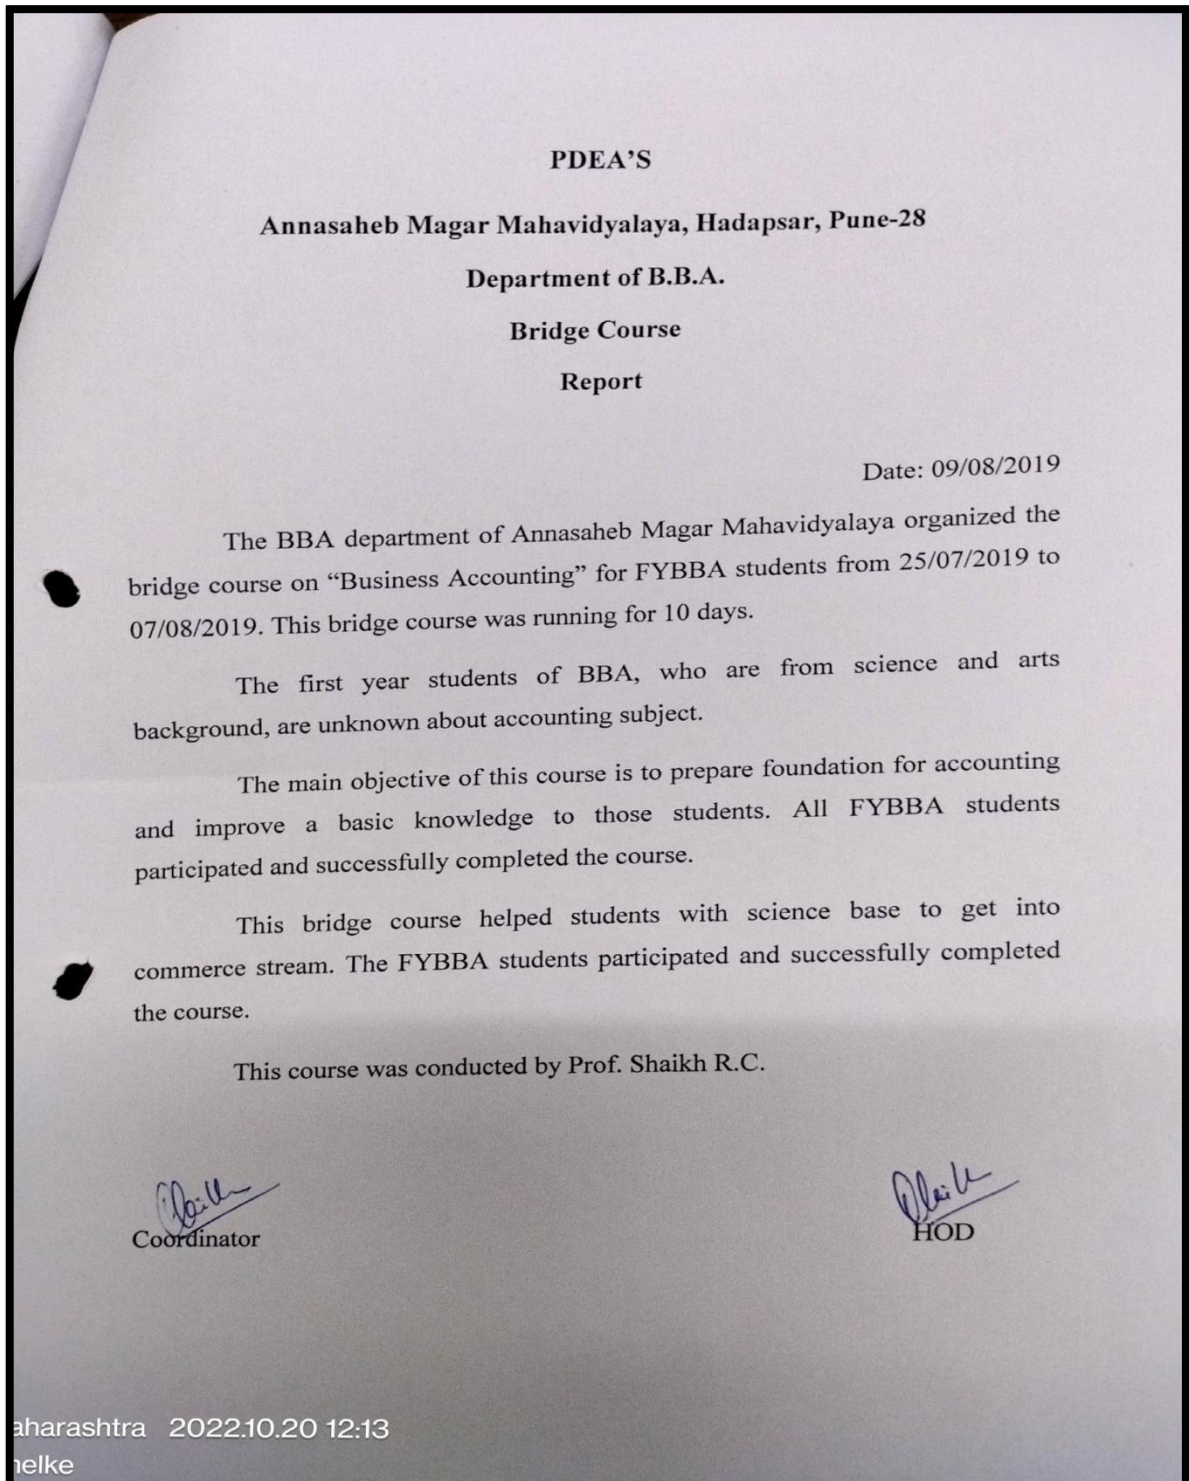 PDEA'S
Annasaheb Magar Mahavidyalaya, Hadapsar, Pune-28
Department of B.B.A.
Bridge Course
Report
Date: 09/08/2019
The BBA department of Annasaheb Magar Mahavidyalaya organized the
bridge course on “Business Accounting” for FYBBA students from 25/07/2019 to
07/08/2019. This bridge course was running for 10 days.
The first year students of BBA, who are from science and arts
background, are unknown about accounting subject.
The main objective of this course is to prepare foundation for accounting
and improve a basic knowledge to those students. All FYBBA students
participated and successfully completed the course.
This bridge course helped students with science base to get into
commerce stream. The FYBBA students participated and successfully completed
the course.
This course was conducted by Prof. Shaikh R.C.
Coordinator
HOD
aharashtra 2022.10.20 12:13
helke